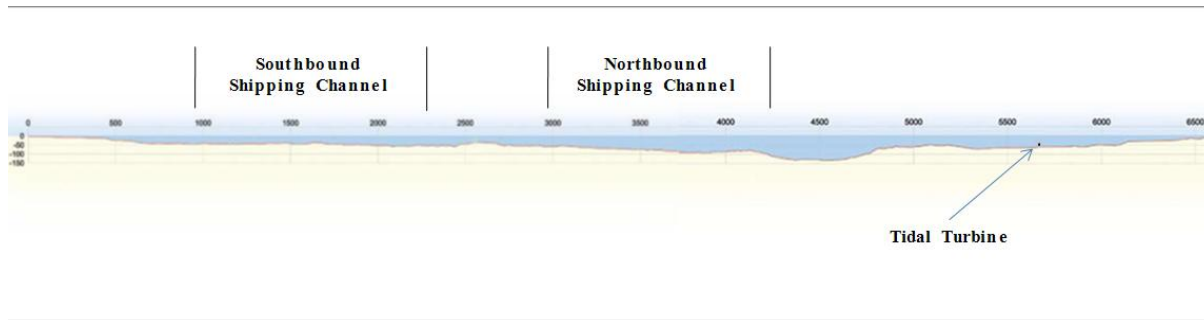 Southbound
Shipping Channel
Northbound
Shipping Channel
0 500 1000 1500 2000 2500 3000 3500 4000 4500 5000 5500 6000 6500
0
-50
-100
-150
Tidal Turbine